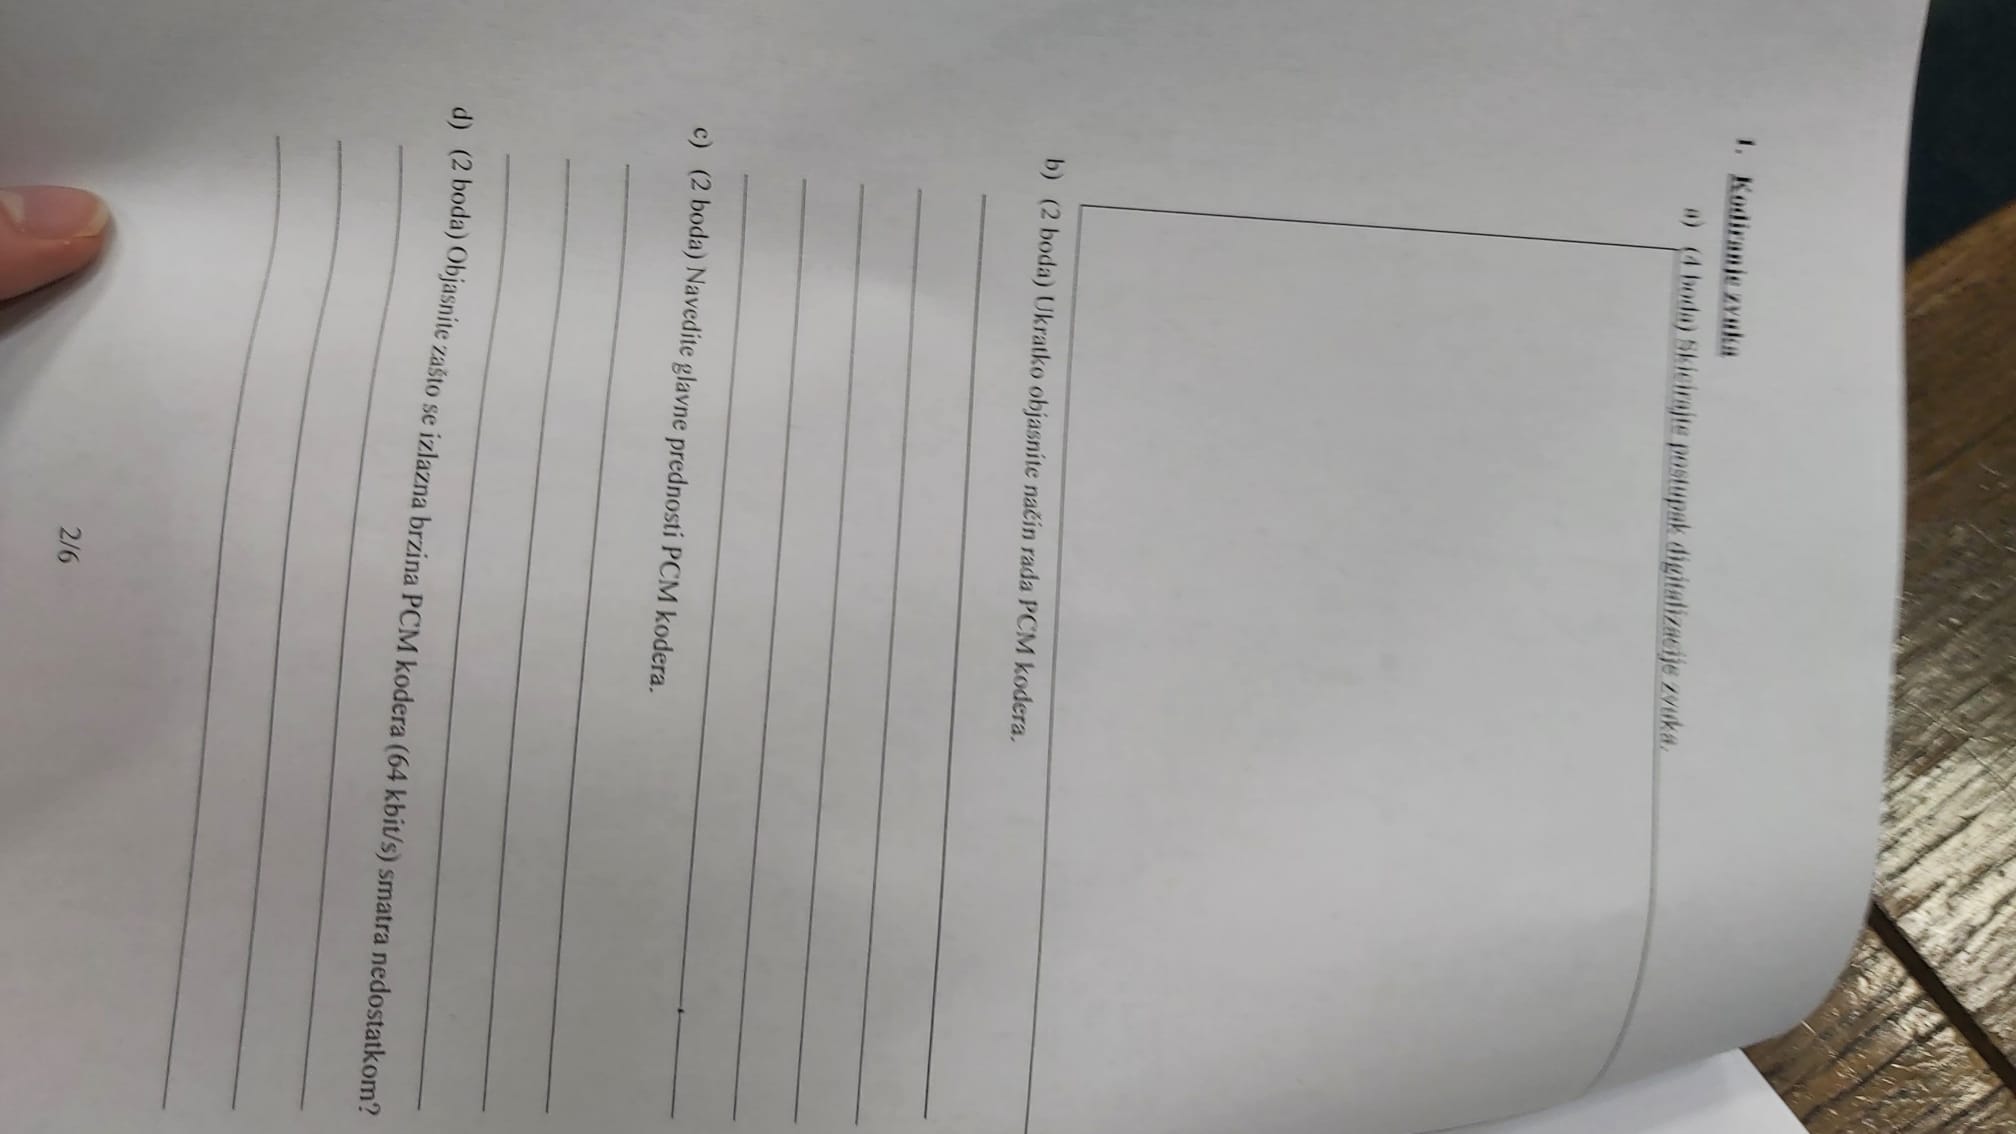 1. Kodiranje zvuka
a) (4 boda) Skicirajte postupak digitalizacije zvuka.
b) (2 boda) Ukratko objasnite način rada PCM kodera.
c) (2 boda) Navedite glavne prednosti PCM kodera.
d) (2 boda) Objasnite zašto se izlazna brzina PCM kodera (64 kbit/s) smatra nedostatkom?
2/6